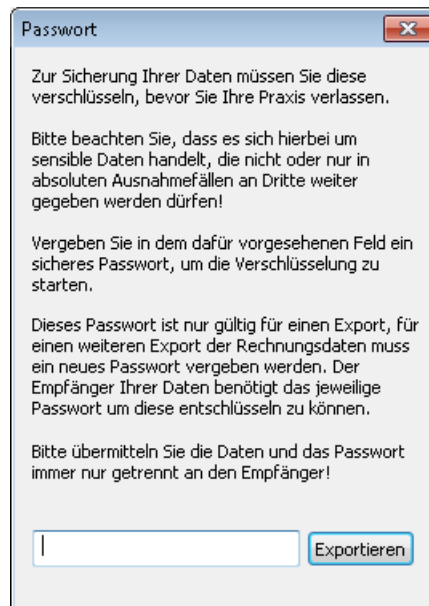 Passwort
Zur Sicherung Ihrer Daten müssen Sie diese
verschlüsseln, bevor Sie Ihre Praxis verlassen.
Bitte beachten Sie, dass es sich hierbei um
sensible Daten handelt, die nicht oder nur in
absoluten Ausnahmefällen an Dritte weiter
gegeben werden dürfen!
Vergeben Sie in dem dafür vorgesehenen Feld ein
sicheres Passwort, um die Verschlüsselung zu
starten.
Dieses Passwort ist nur gültig für einen Export, für
einen weiteren Export der Rechnungsdaten muss
ein neues Passwort vergeben werden. Der
Empfänger Ihrer Daten benötigt das jeweilige
Passwort um diese entschlüsseln zu können.
Bitte übermitteln Sie die Daten und das Passwort
immer nur getrennt an den Empfänger!
Exportieren